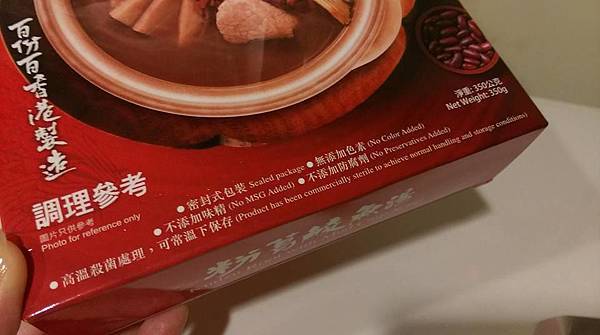 百份百香港製造
淨重: 350公克
Net Weight: 350g
調理參考
圖片只供參考
Photo for reference only
• 密封式包裝 Sealed package • 無添加色素 (No Color Added)
• 不添加味精 (No MSG Added) • 不添加防腐劑 (No Preservatives Added)
• 高溫殺菌處理，可常溫下保存 (Product has been commercially sterile to achieve normal handling and storage conditions)
粉葛